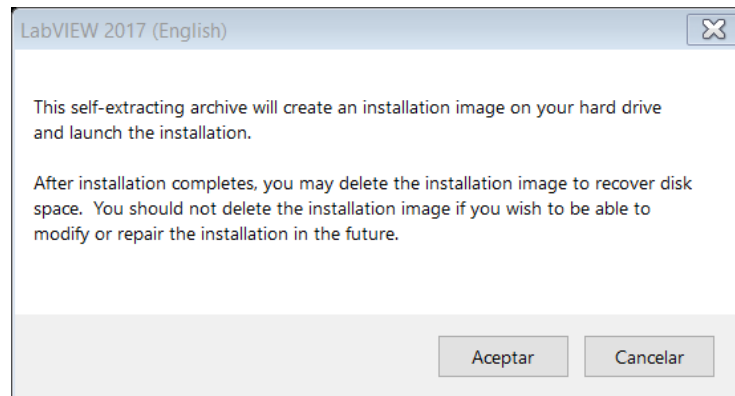 LabVIEW 2017 (English)
This self-extracting archive will create an installation image on your hard drive
and launch the installation.
After installation completes, you may delete the installation image to recover disk
space.  You should not delete the installation image if you wish to be able to
modify or repair the installation in the future.
Aceptar
Cancelar